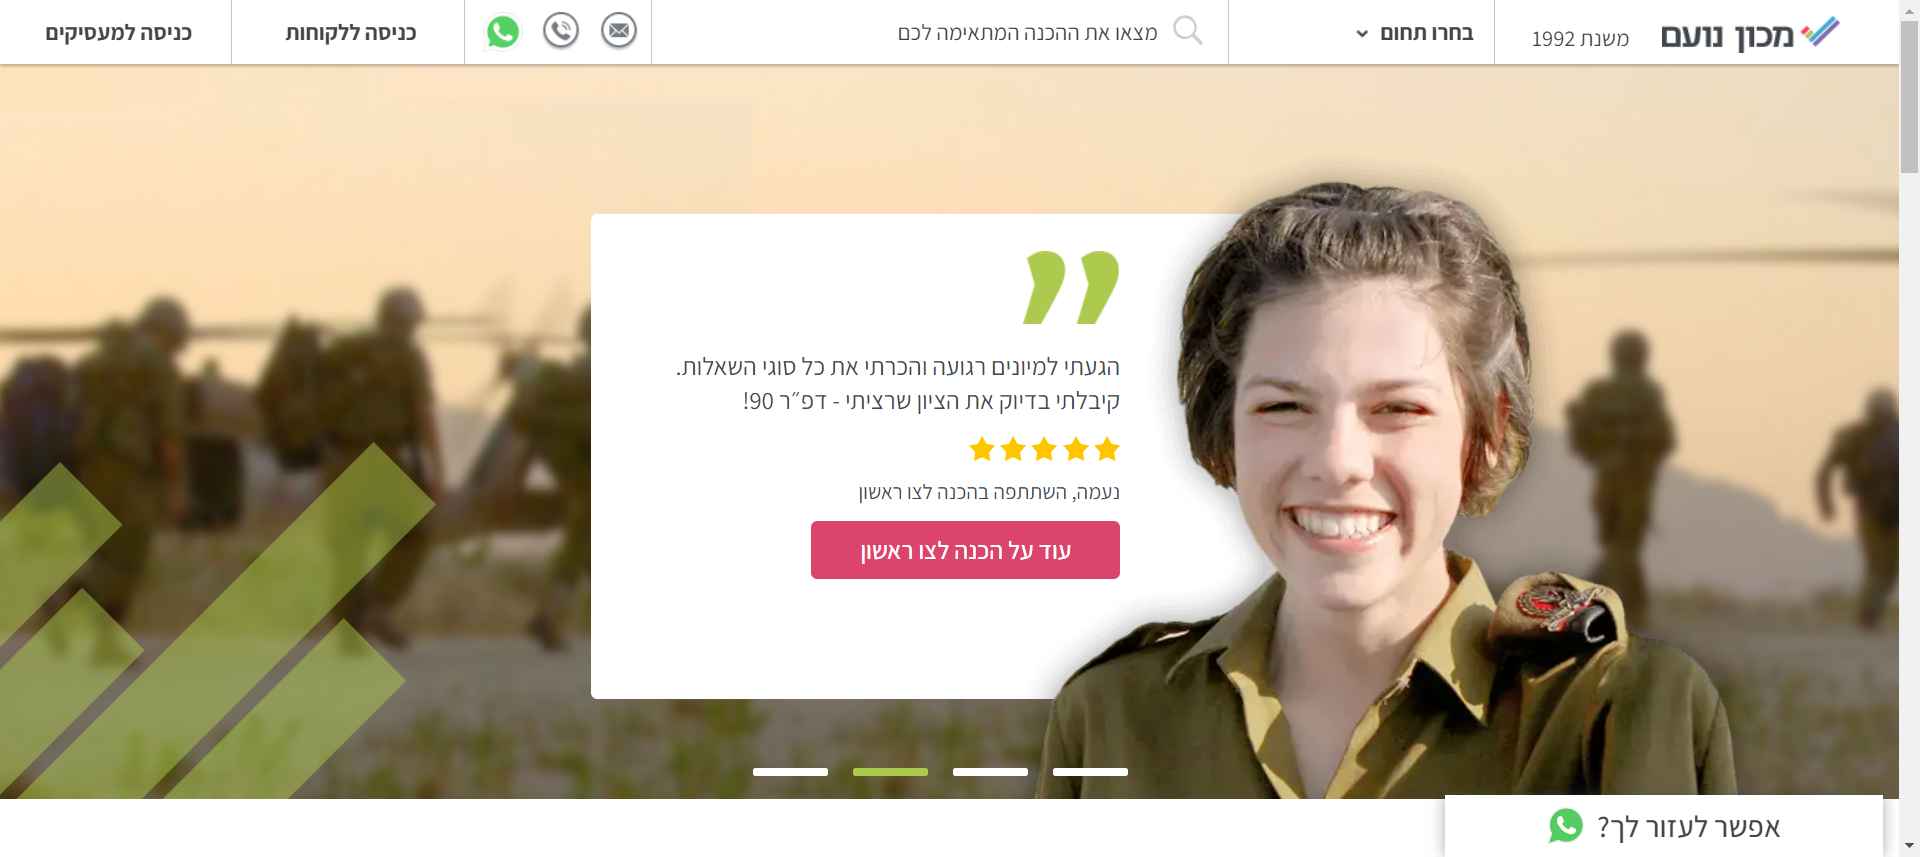 מכון נועם
משנת 1992
בחרו תחום
מצאו את ההכנה המתאימה לכם
כניסה ללקוחות
כניסה למעסיקים
הגעתי למיונים רגועה והכרתי את כל סוגי השאלות.
קיבלתי בדיוק את הציון שרציתי - דפ״ר 90!
נעמה, השתתפה בהכנה לצו ראשון
עוד על הכנה לצו ראשון
אפשר לעזור לך?